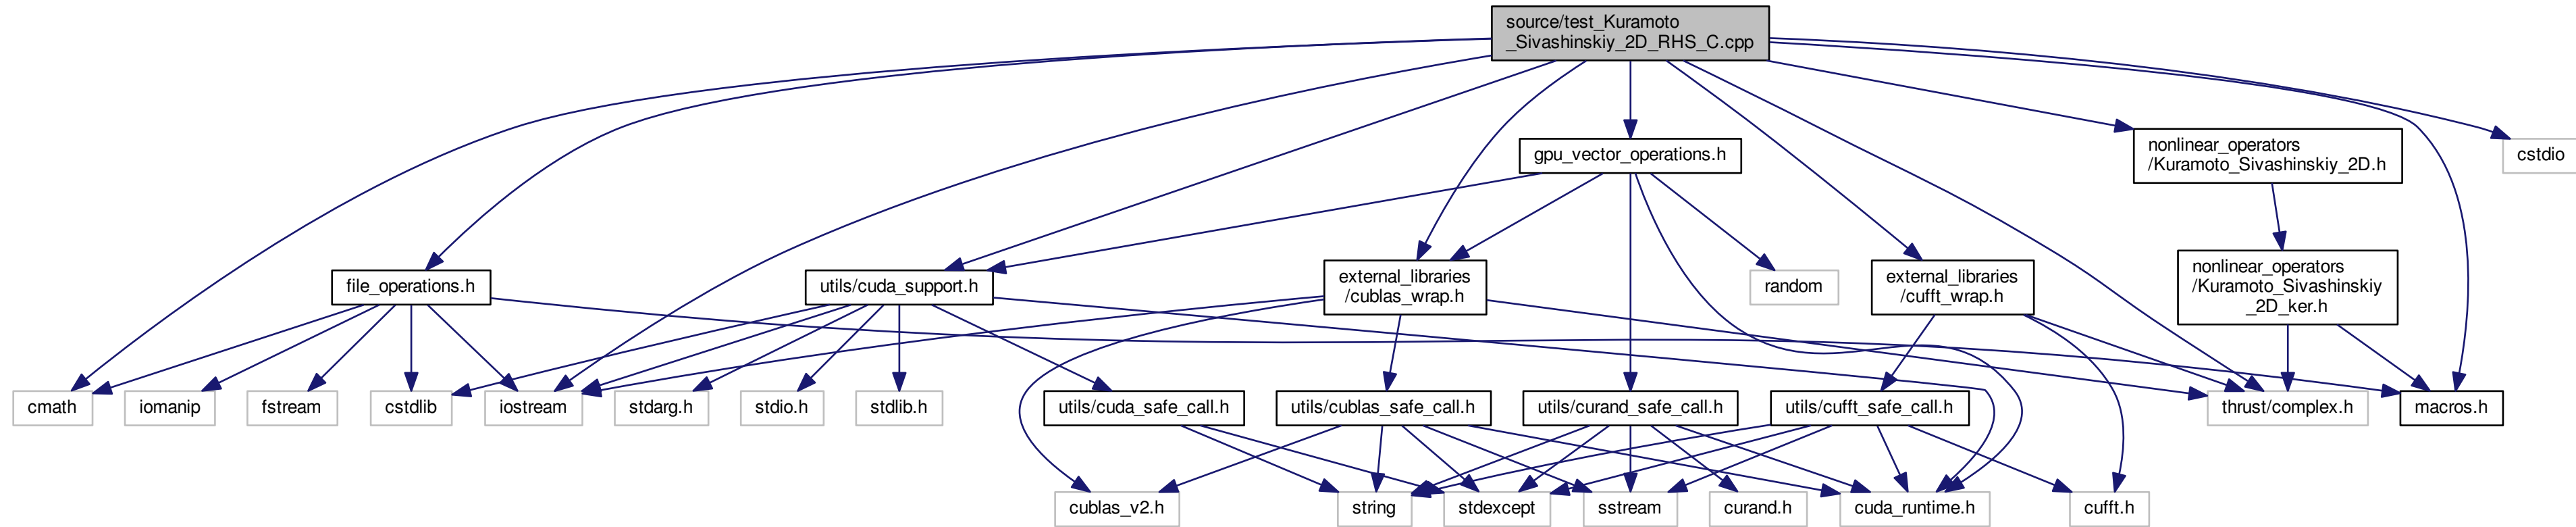 source/test_Kuramoto
_Sivashinskiy_2D_RHS_C.cpp
gpu_vector_operations.h
nonlinear_operators
/Kuramoto_Sivashinskiy_2D.h
cstdio
file_operations.h
utils/cuda_support.h
external_libraries
/cublas_wrap.h
random
external_libraries
/cufft_wrap.h
nonlinear_operators
/Kuramoto_Sivashinskiy
_2D_ker.h
cmath
iomanip
fstream
cstdlib
iostream
stdarg.h
stdio.h
stdlib.h
utils/cuda_safe_call.h
utils/cublas_safe_call.h
utils/curand_safe_call.h
utils/cufft_safe_call.h
thrust/complex.h
macros.h
cublas_v2.h
string
stdexcept
sstream
curand.h
cuda_runtime.h
cufft.h